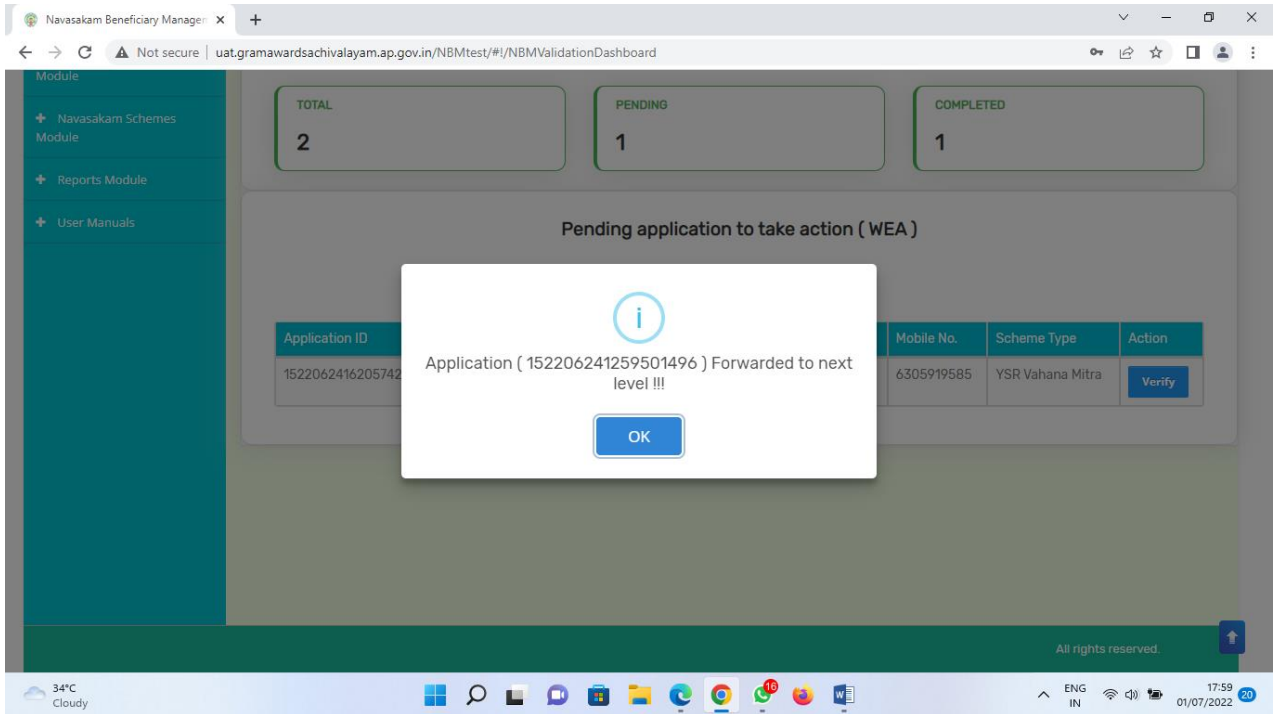 Navasakam Beneficiary Managen
Not secure | uat.gramawardsachivalayam.ap.gov.in/NBMtest/#!/NBMValidationDashboard
Module
Navasakam Schemes
Module
Reports Module
User Manuals
TOTAL
2
PENDING
1
COMPLETED
1
Pending application to take action ( WEA )
Application ID Mobile No. Scheme Type Action
1522062416205742 6305919585 YSR Vahana Mitra Verify
i
Application ( 152206241259501496 ) Forwarded to next
level !!!
OK
All rights reserved.
34°C
Cloudy
16
ENG
IN
17:59
01/07/2022
20